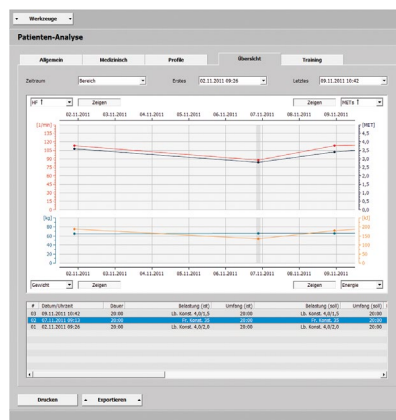 Werkzeuge
Patienten-Analyse
Allgemein Medizinisch Profile Übersicht Training
Zeitraum Bereich Erstes 02.11.2011 09:26 Letztes 09.11.2011 10:42
HF ↑ Zeigen Zeigen METs ↑
02.11.2011 03.11.2011 04.11.2011 05.11.2011 06.11.2011 07.11.2011 08.11.2011 09.11.2011
[1/Min] [MET]
135 4,5
120 4,0
105 3,5
90 3,0
75 2,5
60 2,0
45 1,5
30 1,0
15 0,5
0 0,0
[kg] [kJ]
80 200
60 150
40 100
20 50
0 0
02.11.2011 03.11.2011 04.11.2011 05.11.2011 06.11.2011 07.11.2011 08.11.2011 09.11.2011
Gewicht Zeigen Zeigen Energie
# Datum/Uhrzeit Dauer Belastung (ist) Umfang (ist) Belastung (soll) Umfang (soll)
03 09.11.2011 10:42 20:00 Lb. Konst. 4,0/1,5 20:00 Lb. Konst. 4,0/1,5 20:00
02 07.11.2011 09:13 20:00 Fr. Konst. 35 20:00 Fr. Konst. 35 20:00
01 02.11.2011 09:26 20:00 Lb. Konst. 4,0/2,0 20:00 Lb. Konst. 4,0/2,0 20:00
Drucken Exportieren